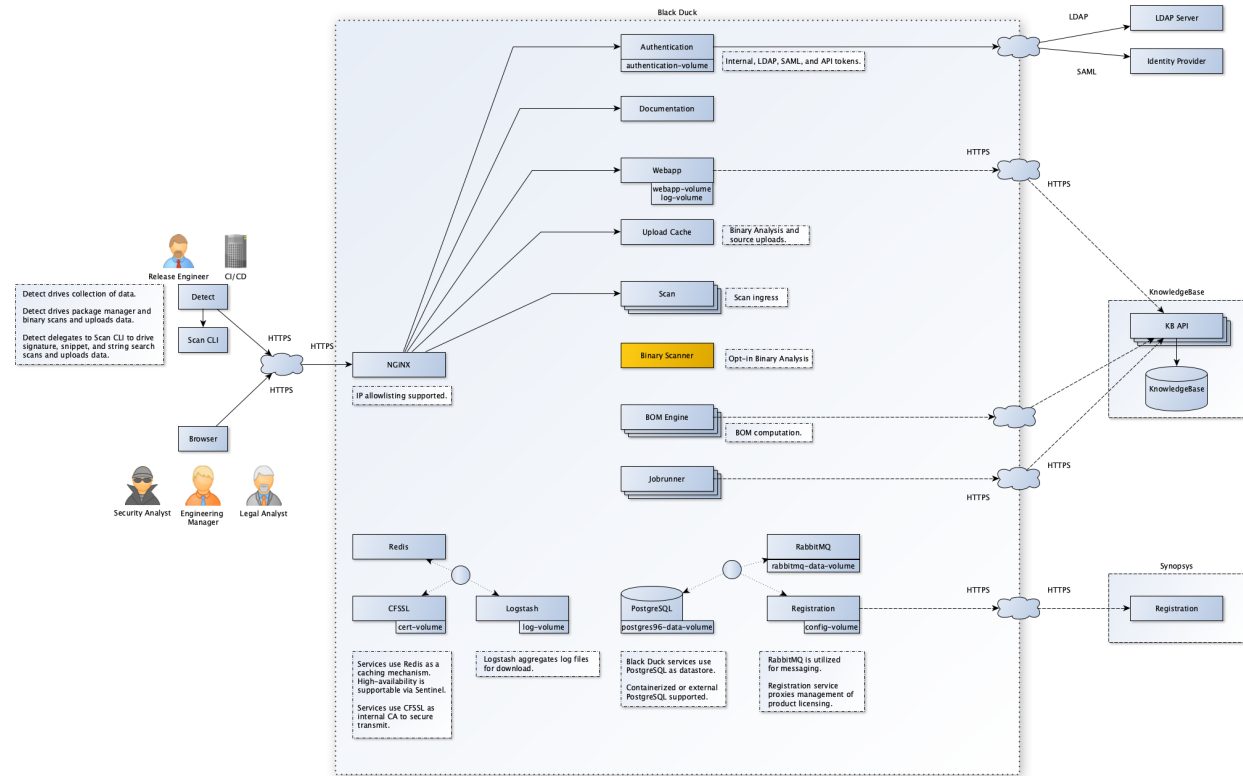 Black Duck
LDAP
LDAP Server
Authentication
authentication-volume
Internal, LDAP, SAML, and API tokens.
Identity Provider
SAML
Documentation
HTTPS
Webapp
webapp-volume
log-volume
HTTPS
Upload Cache
Binary Analysis and
source uploads.
Release Engineer
CI/CD
Detect drives collection of data.
Detect drives package manager and
binary scans and uploads data.
Detect delegates to Scan CLI to drive
signature, snippet, and string search
scans and uploads data.
Detect
Scan CLI
HTTPS
HTTPS
HTTPS
Scan
Scan ingress
KnowledgeBase
KB API
KnowledgeBase
NGiNX
IP allowlisting supported.
Binary Scanner
Opt-in Binary Analysis
BOM Engine
BOM computation.
Browser
Jobrunner
HTTPS
HTTPS
Security Analyst
Engineering
Manager
Legal Analyst
Redis
CFSSL
cert-volume
Logstash
log-volume
RabbitMQ
rabbitmq-data-volume
PostgreSQL
postgres96-data-volume
Registration
config-volume
HTTPS
HTTPS
Synopsys
Registration
Services use Redis as a
caching mechanism.
High-availability is
supportable via Sentinel.
Services use CFSSL as
internal CA to secure
transmit.
Logstash aggregates log files
for download.
Black Duck services use
PostgreSQL as datastore.
Containerized or external
PostgreSQL supported.
RabbitMQ is utilized
for messaging.
Registration service
proxies management of
product licensing.